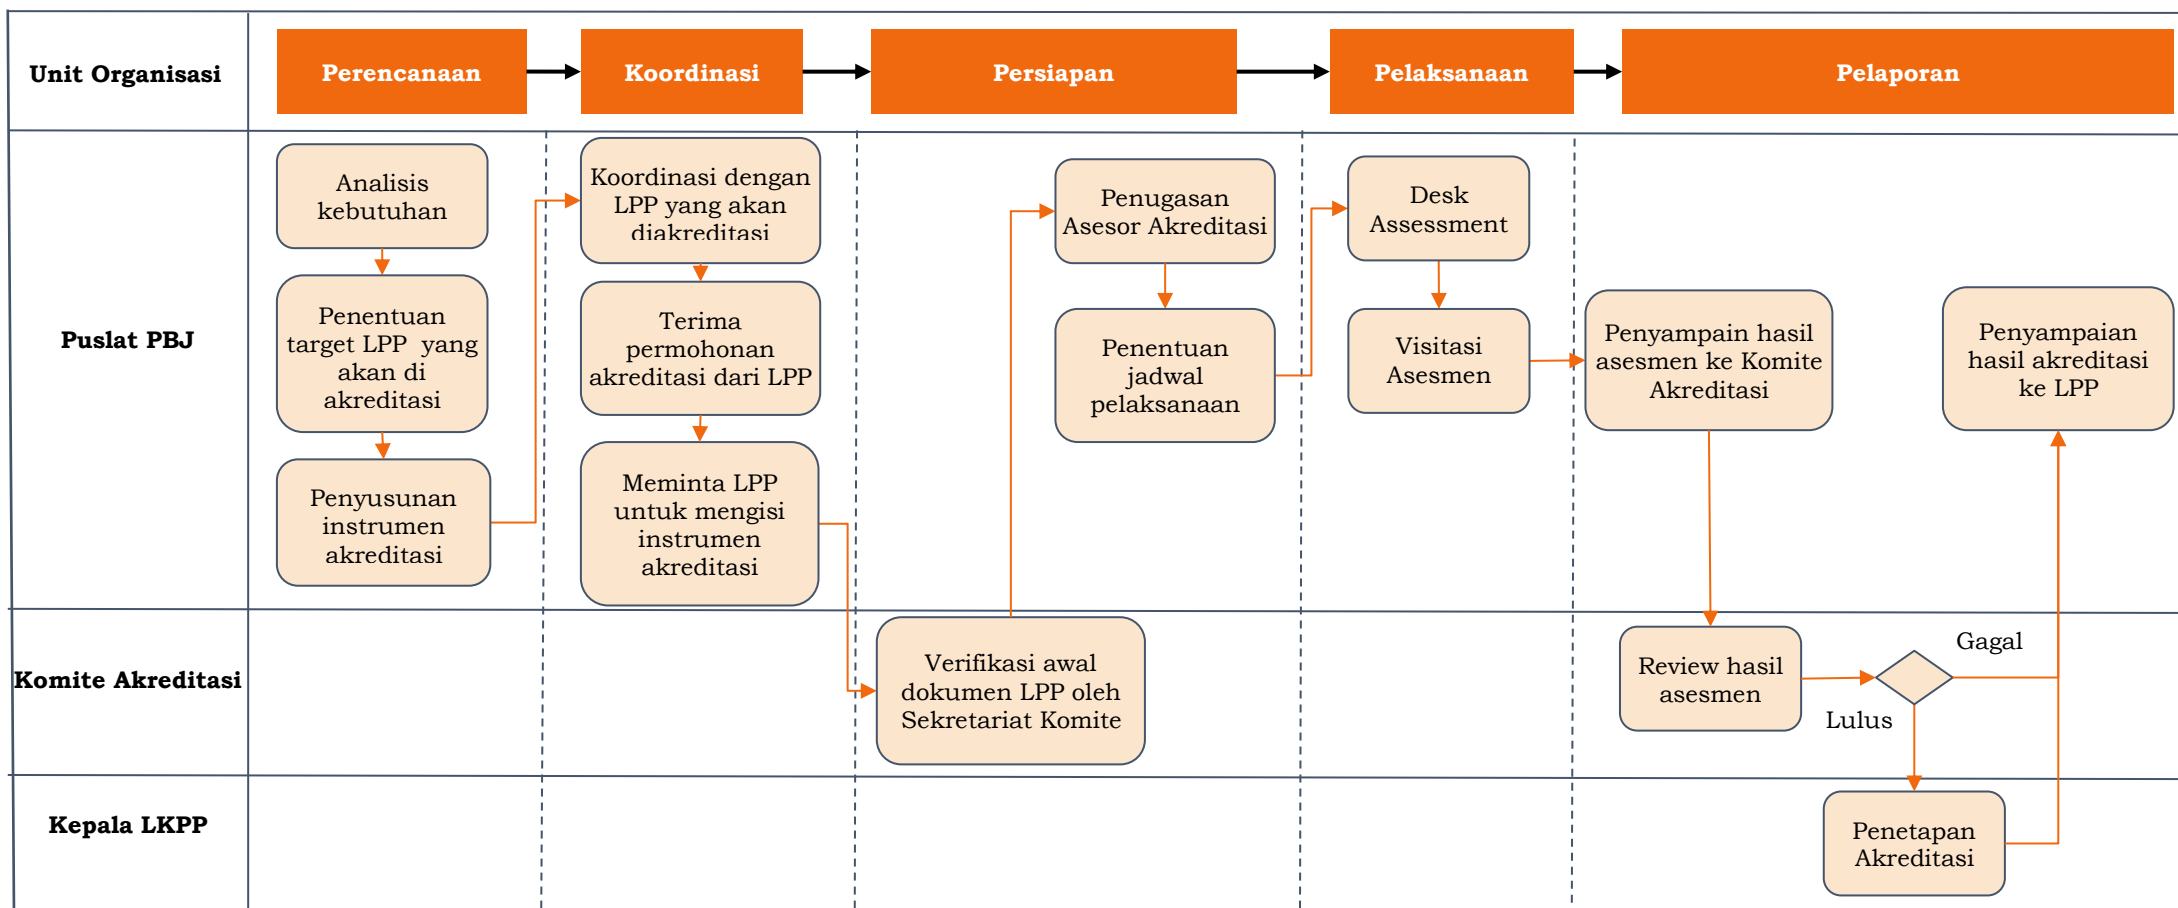 Unit Organisasi
Perencanaan
Koordinasi
Persiapan
Pelaksanaan
Pelaporan
Puslat PBJ
Analisis
kebutuhan
Penentuan
target LPP yang
akan di
akreditasi
Penyusunan
instrumen
akreditasi
Koordinasi dengan
LPP yang akan
diakreditasi
Terima
permohonan
akreditasi dari LPP
Meminta LPP
untuk mengisi
instrumen
akreditasi
Penugasan
Asesor Akreditasi
Penentuan
jadwal
pelaksanaan
Desk
Assessment
Visitasi
Asesmen
Penyampain hasil
asesmen ke Komite
Akreditasi
Penyampaian
hasil akreditasi
ke LPP
Komite Akreditasi
Verifikasi awal
dokumen LPP oleh
Sekretariat Komite
Review hasil
asesmen
Gagal
Lulus
Kepala LKPP
Penetapan
Akreditasi